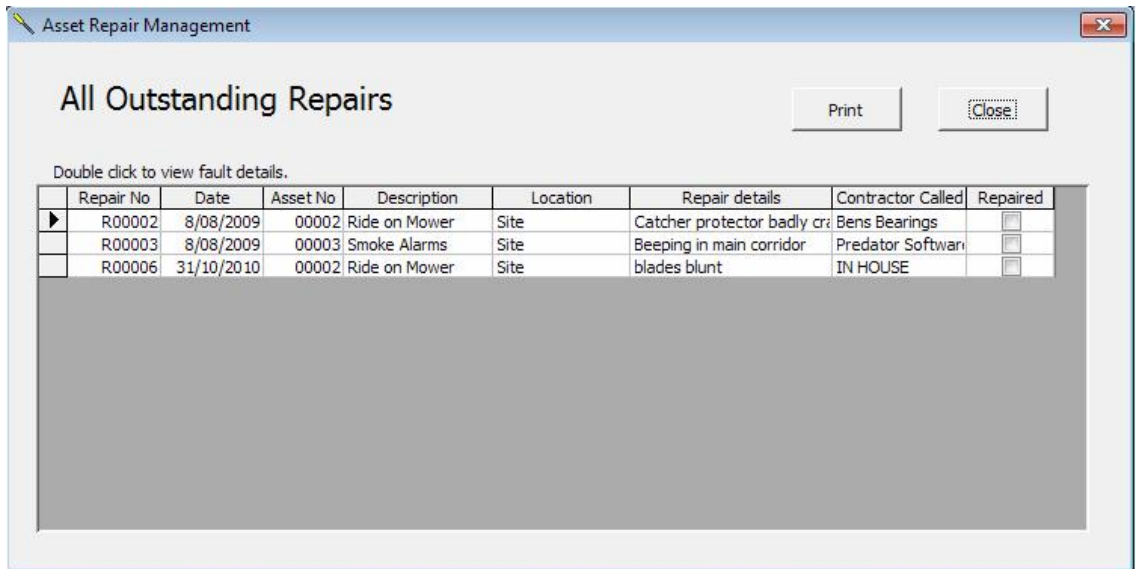 Asset Repair Management
All Outstanding Repairs
Print
Close
Double click to view fault details.
Repair No Date Asset No Description Location Repair details Contractor Called Repaired
R00002 8/08/2009 00002 Ride on Mower Site Catcher protector badly cra Bens Bearings
R00003 8/08/2009 00003 Smoke Alarms Site Beeping in main corridor Predator Softwar
R00006 31/10/2010 00002 Ride on Mower Site blades blunt IN HOUSE